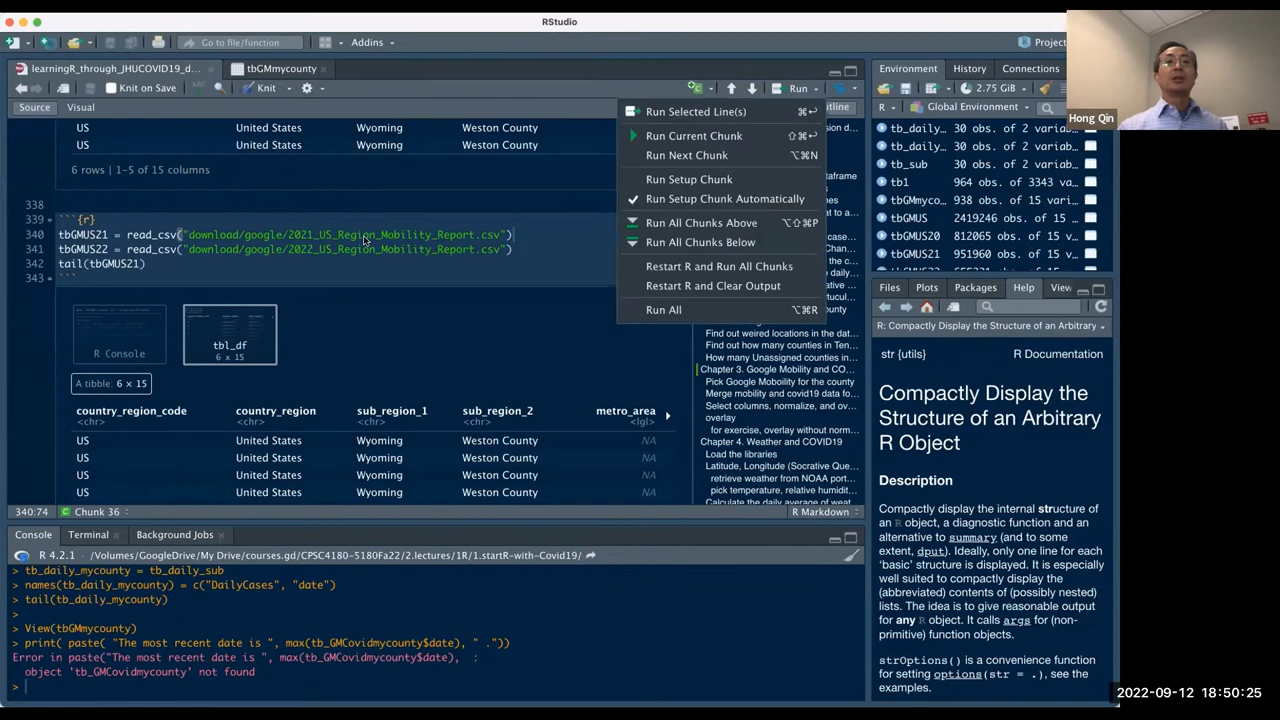 RStudio
Go to file/function
Addins
Project
learningR_through_JHUCOVID19_d...
tbGMmycounty
Knit on Save
Knit
Run
Source
Visual
Outline
US United States Wyoming Weston County
US United States Wyoming Weston County
6 rows | 1-5 of 15 columns
338
339 ```{r}
340 tbGMUS21 = read_csv("download/google/2021_US_Region_Mobility_Report.csv")
341 tbGMUS22 = read_csv("download/google/2022_US_Region_Mobility_Report.csv")
342 tail(tbGMUS21)
343 ```
R Console
tbl_df
6 x 15
A tibble: 6 × 15
country_region_code country_region sub_region_1 sub_region_2 metro_area
<chr> <chr> <chr> <chr> <lgl>
US United States Wyoming Weston County NA
US United States Wyoming Weston County NA
US United States Wyoming Weston County NA
US United States Wyoming Weston County NA
340:74 Chunk 36 R Markdown
Run Selected Line(s) ⌘↩
Run Current Chunk ⇧⌘↩
Run Next Chunk ⌥⌘N
Run Setup Chunk
Run Setup Chunk Automatically
Run All Chunks Above ⌥⇧⌘P
Run All Chunks Below
Restart R and Run All Chunks
Restart R and Clear Output
Run All ⌥⌘R
Find out weired locations in the dat...
Find out how many counties in Ten...
How many Unassigned counties in...
Chapter 3. Google Mobility and CO...
Pick Google Moboility for the county
Merge mobility and covid19 data fo...
Select columns, normalize, and ov...
overlay
for exercise, overlay without norm...
Chapter 4. Weather and COVID19
Load the libraries
Latitude, Longitude (Socrative Que...
retrieve weather from NOAA port...
pick temperature, relative humidit...
Calculate the daily average of weat...
Console Terminal Background Jobs
R 4.2.1 · /Volumes/GoogleDrive/My Drive/courses.gd/CPSC4180-5180Fa22/2.lectures/1R/1.startR-with-Covid19/
> tb_daily_mycounty = tb_daily_sub
> names(tb_daily_mycounty) = c("DailyCases", "date")
> tail(tb_daily_mycounty)
>
> View(tbGMmycounty)
> print( paste( "The most recent date is ", max(tb_GMCovidmycounty$date), " ."))
Error in paste("The most recent date is ", max(tb_GMCovidmycounty$date), :
object 'tb_GMCovidmycounty' not found
>
Environment History Connections
2.75 GiB
R Global Environment
tb_daily_... 30 obs. of 2 variab...
tb_daily_... 30 obs. of 2 variab...
tb_sub 30 obs. of 2 variab...
tb1 964 obs. of 3343 var...
tbGMmyco... 938 obs. of 15 varia...
tbGMUS 2419246 obs. of 15 v...
tbGMUS20 812065 obs. of 15 va...
tbGMUS21 951960 obs. of 15 va...
Files Plots Packages Help View
R: Compactly Display the Structure of an Arbitrary
str {utils} R Documentation
Compactly Display the
Structure of an Arbitrary
R Object
Description
Compactly display the internal structure of
an R object, a diagnostic function and an
alternative to summary (and to some
extent, dput). Ideally, only one line for each
'basic' structure is displayed. It is especially
well suited to compactly display the
(abbreviated) contents of (possibly nested)
lists. The idea is to give reasonable output
for any R object. It calls args for (non-
primitive) function objects.
strOptions() is a convenience function
for setting options(str = .), see the
examples.
Hong Qin
2022-09-12 18:50:25